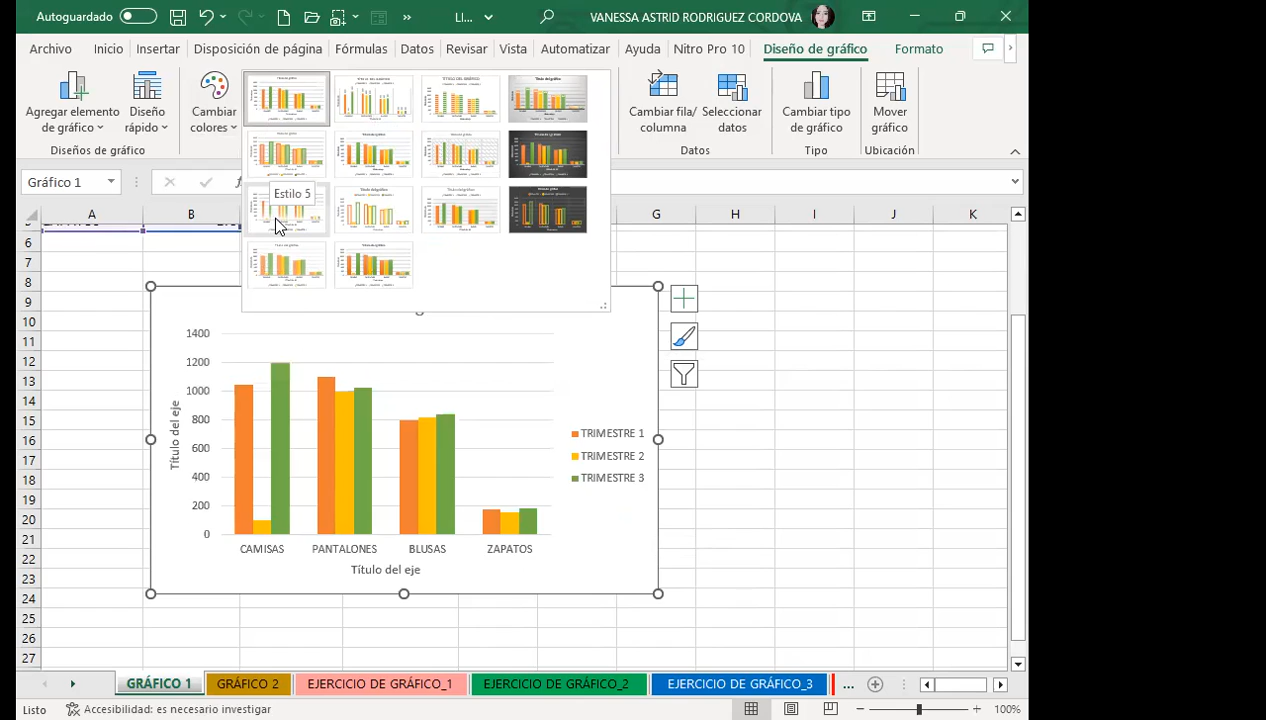 Autoguardado
LI...
VANESSA ASTRID RODRIGUEZ CORDOVA
Archivo Inicio Insertar Disposición de página Fórmulas Datos Revisar Vista Automatizar Ayuda Nitro Pro 10 Diseño de gráfico Formato
Agregar elemento de gráfico
Diseño rápido
Cambiar colores
Cambiar fila/columna
Seleccionar datos
Cambiar tipo de gráfico
Mover gráfico
Diseños de gráfico
Datos
Tipo
Ubicación
Gráfico 1
Estilo 5
A B G H I J K
6
7
8
9
10
11
12
13
14
15
16
17
18
19
20
21
22
23
24
25
26
27
1400
1200
1000
800
600
400
200
0
Título del eje
CAMISAS PANTALONES BLUSAS ZAPATOS
Título del eje
TRIMESTRE 1
TRIMESTRE 2
TRIMESTRE 3
GRÁFICO 1 GRÁFICO 2 EJERCICIO DE GRÁFICO_1 EJERCICIO DE GRÁFICO_2 EJERCICIO DE GRÁFICO_3 ...
Listo Accesibilidad: es necesario investigar 100%